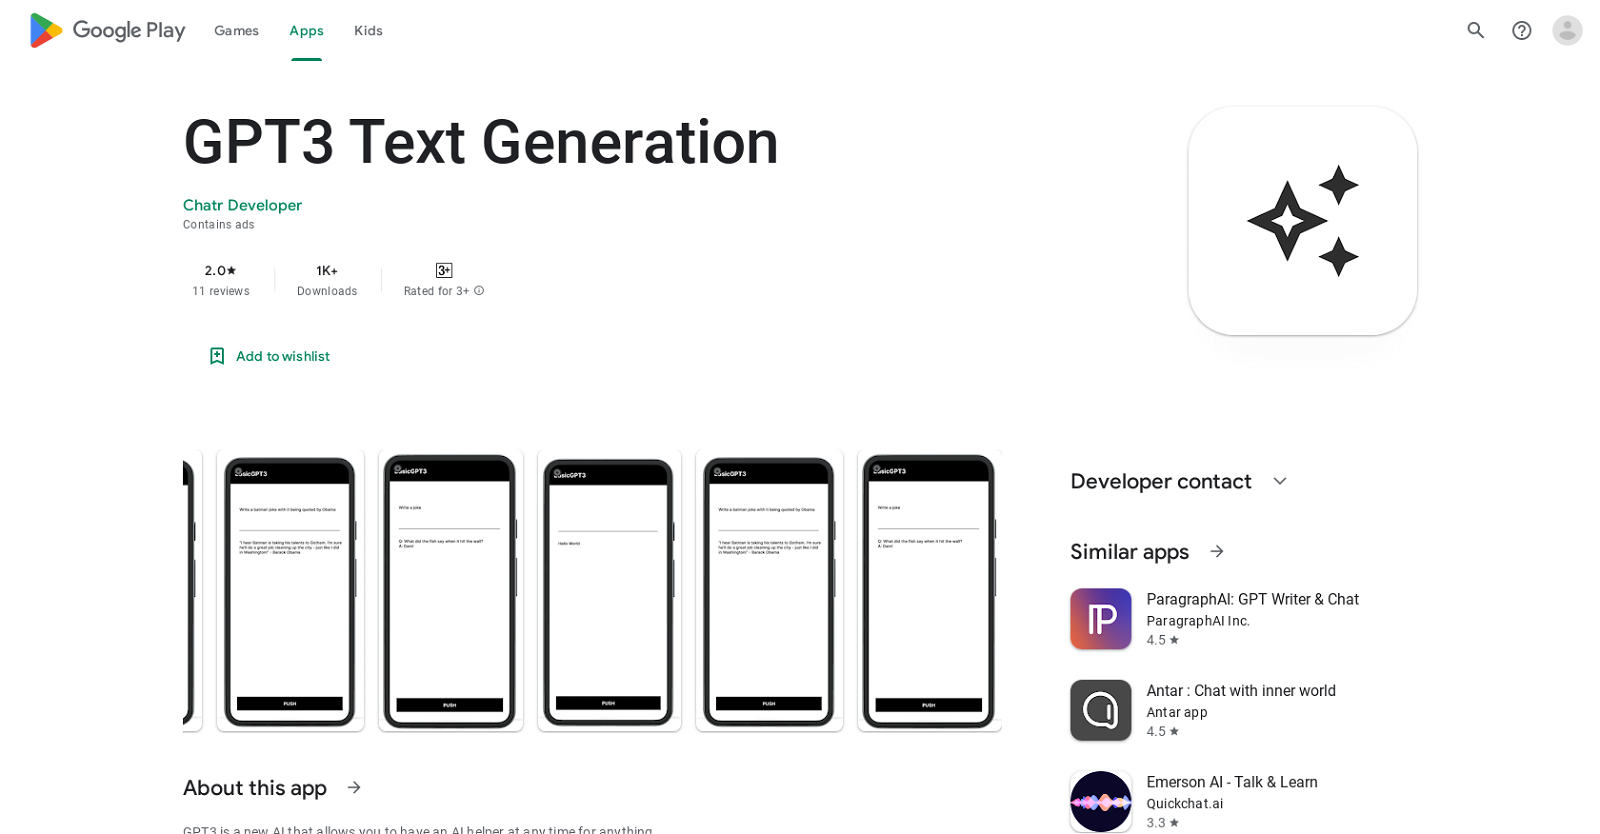 Google Play
Games
Apps
Kids
GPT3 Text Generation
Chatr Developer
Contains ads
2.0★
11 reviews
1K+
Downloads
3+
Rated for 3+
Add to wishlist
Write a batman joke with it being quoted by Obama
"I hear Batman is taking his talents to Gotham. I'm sure
he'll do a great job cleaning up the city - just like I did
in Washington!" - Barack Obama
PUSH
Write a joke
Q: What did the fish say when it hit the wall?
A: Dam!
PUSH
Hello World
PUSH
Write a batman joke with it being quoted by Obama
"I hear Batman is taking his talents to Gotham. I'm sure
he'll do a great job cleaning up the city - just like I did
in Washington!" - Barack Obama
PUSH
Write a joke
Q: What did the fish say when it hit the wall?
A: Dam!
PUSH
Developer contact
Similar apps
ParagraphAI: GPT Writer & Chat
ParagraphAI Inc.
4.5 ★
Antar : Chat with inner world
Antar app
4.5 ★
Emerson AI - Talk & Learn
Quickchat.ai
3.3 ★
About this app
GPT3 is a new AI that allows you to have an AI helper at any time for anything